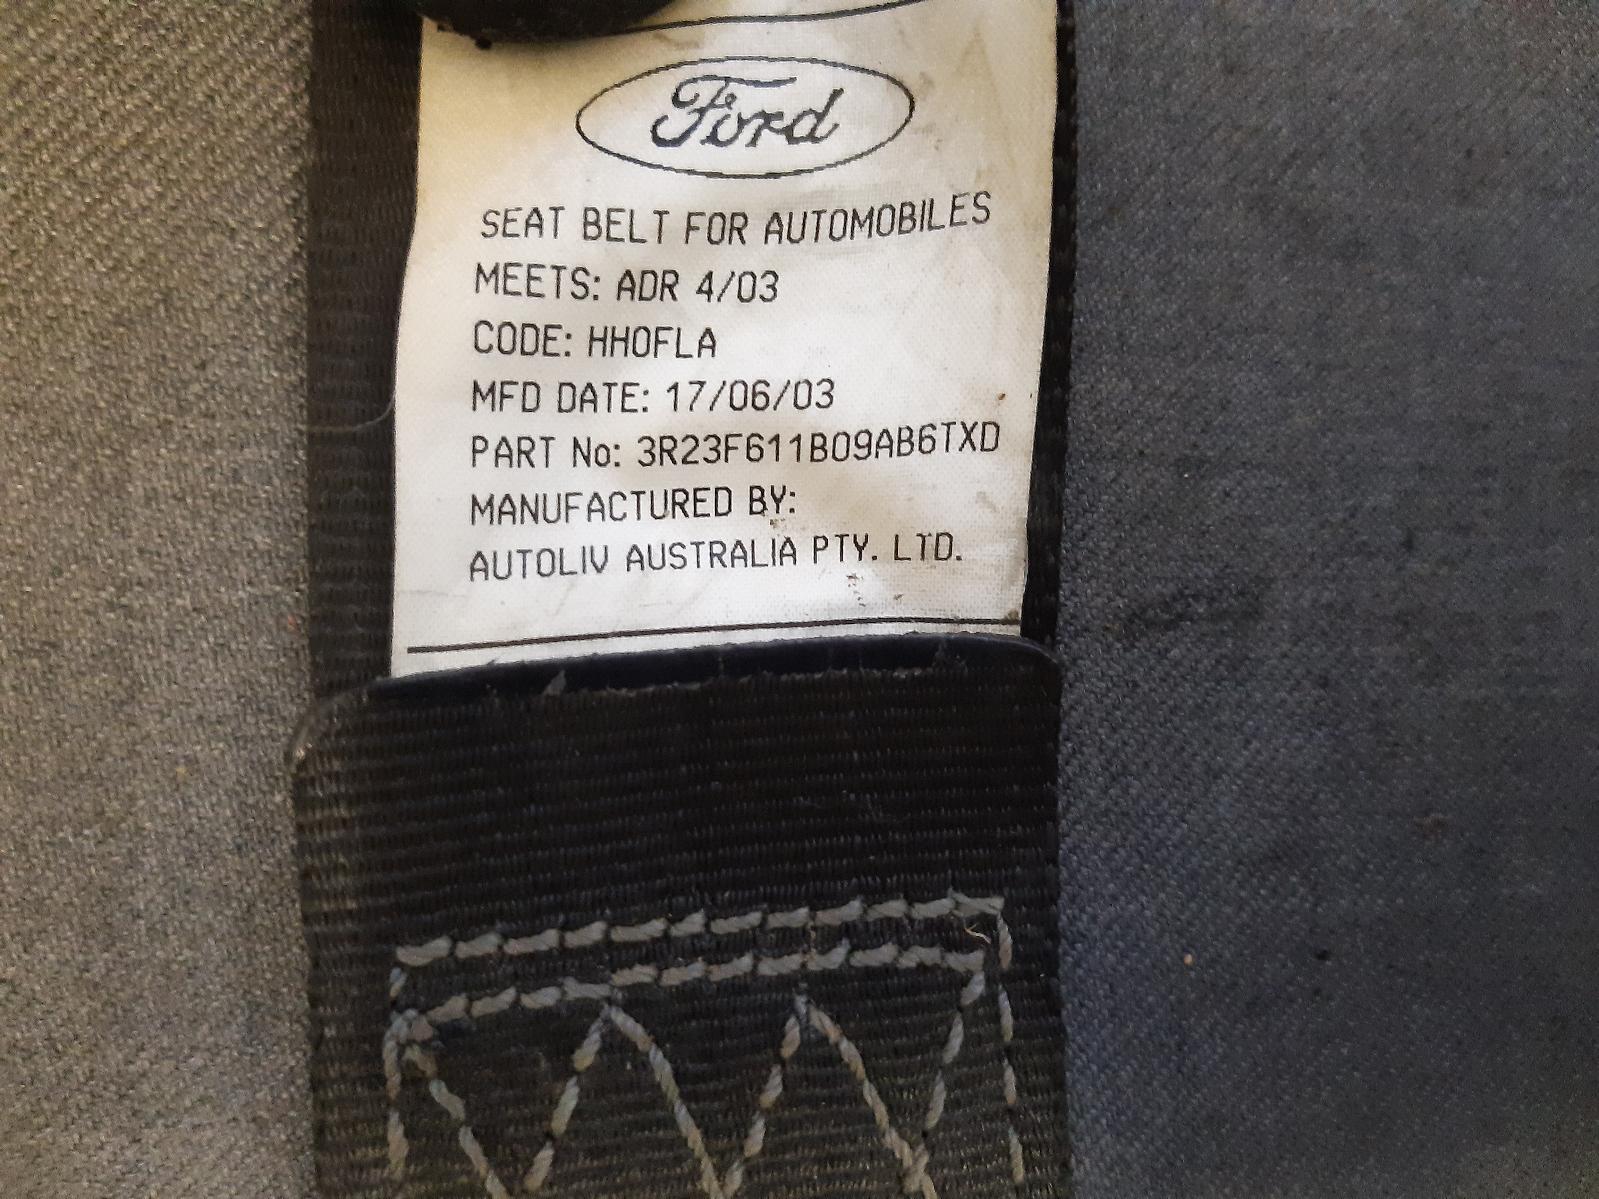 Ford
SEAT BELT FOR AUTOMOBILES
MEETS: ADR 4/03
CODE: HHOFLA
MFD DATE: 17/06/03
PART No: 3R23F611B09AB6TXD
MANUFACTURED BY:
AUTOLIV AUSTRALIA PTY. LTD.